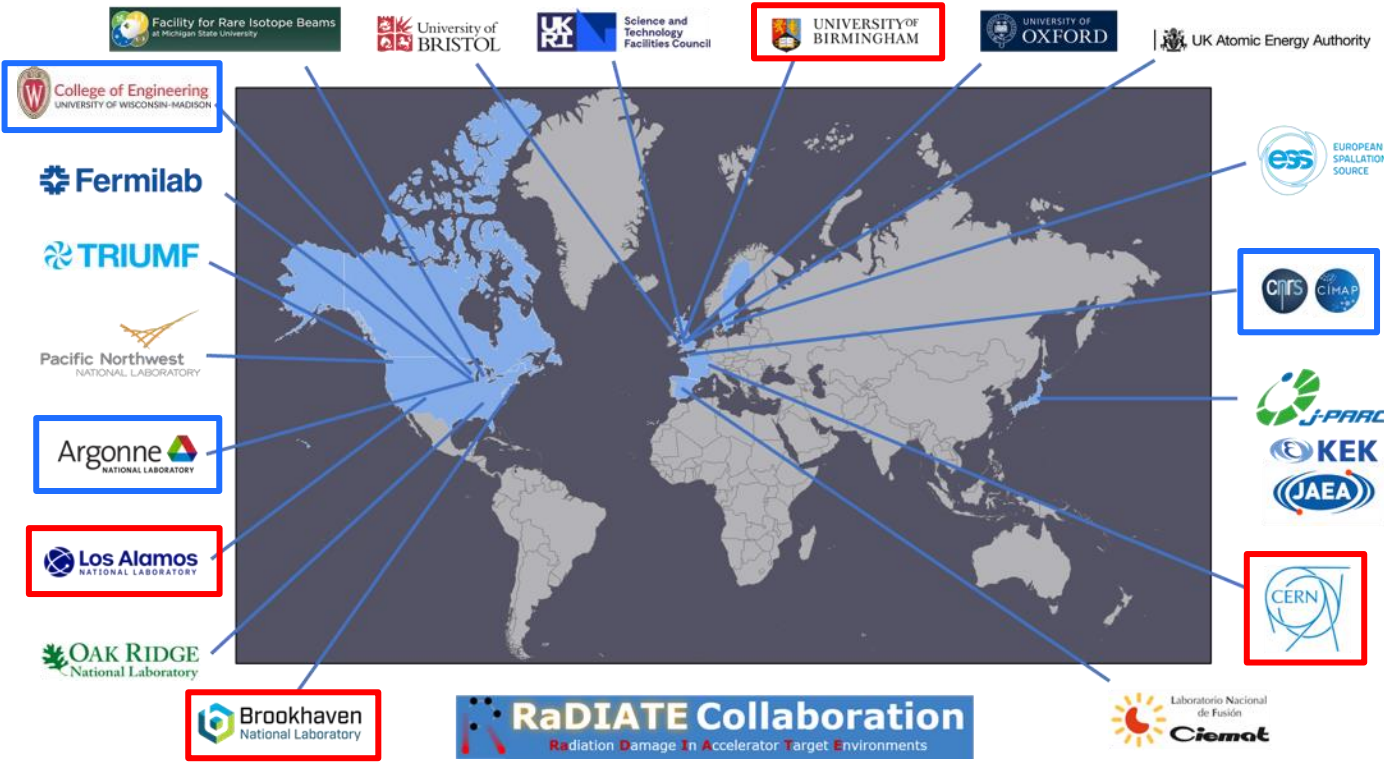 Facility for Rare Isotope Beams
at Michigan State University
University of
BRISTOL
UK
RI
Science and
Technology
Facilities Council
UNIVERSITY OF
BIRMINGHAM
UNIVERSITY OF
OXFORD
UK Atomic Energy Authority
W
College of Engineering
UNIVERSITY OF WISCONSIN-MADISON
ess
EUROPEAN
SPALLATION
SOURCE
Fermilab
TRIUMF
cnrs
CIMAP
Pacific Northwest
NATIONAL LABORATORY
J-PARC
KEK
JAEA
Argonne
NATIONAL LABORATORY
Los Alamos
NATIONAL LABORATORY
CERN
OAK RIDGE
National Laboratory
Brookhaven
National Laboratory
RaDIATE Collaboration
Radiation Damage In Accelerator Target Environments
Laboratorio Nacional
de Fusión
Ciemat